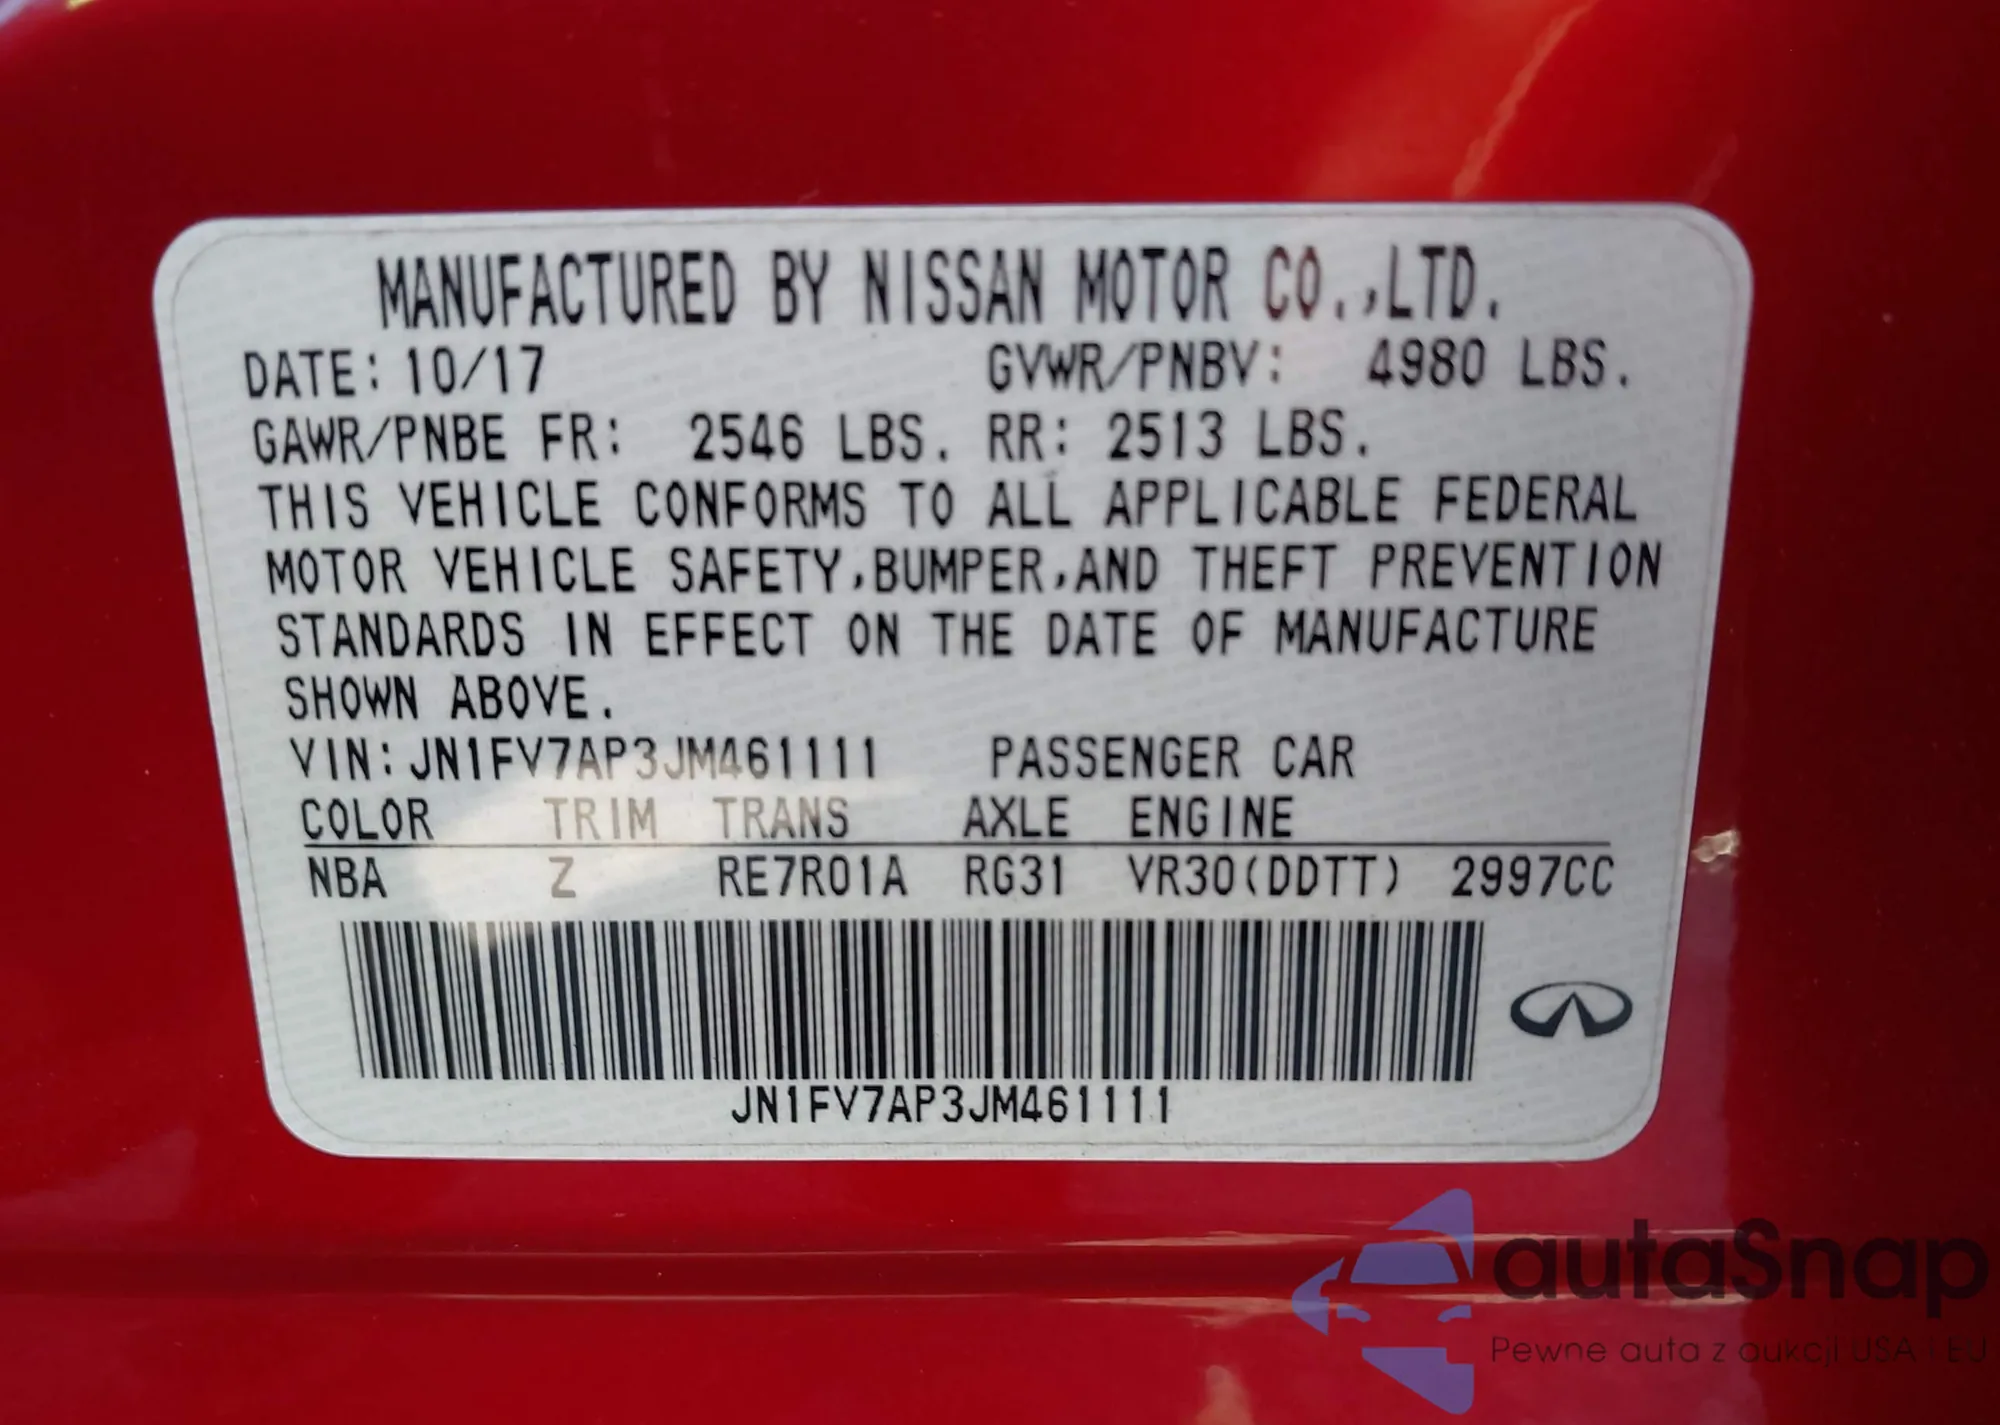 MANUFACTURED BY NISSAN MOTOR CO.,LTD.
DATE: 10/17 GVWR/PNBV: 4980 LBS.
GAWR/PNBE FR: 2546 LBS. RR: 2513 LBS.
THIS VEHICLE CONFORMS TO ALL APPLICABLE FEDERAL
MOTOR VEHICLE SAFETY,BUMPER,AND THEFT PREVENTION
STANDARDS IN EFFECT ON THE DATE OF MANUFACTURE
SHOWN ABOVE.
VIN: JN1FV7AP3JM461111 PASSENGER CAR
COLOR TRIM TRANS AXLE ENGINE
NBA Z RE7R01A RG31 VR30(DDTT) 2997CC
JN1FV7AP3JM461111
autaSnap
Pewne auta z aukcji USA i EU